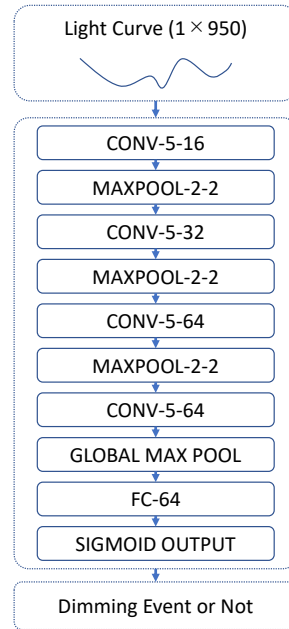 Light Curve (1×950)
CONV-5-16
MAXPOOL-2-2
CONV-5-32
MAXPOOL-2-2
CONV-5-64
MAXPOOL-2-2
CONV-5-64
GLOBAL MAX POOL
FC-64
SIGMOID OUTPUT
Dimming Event or Not